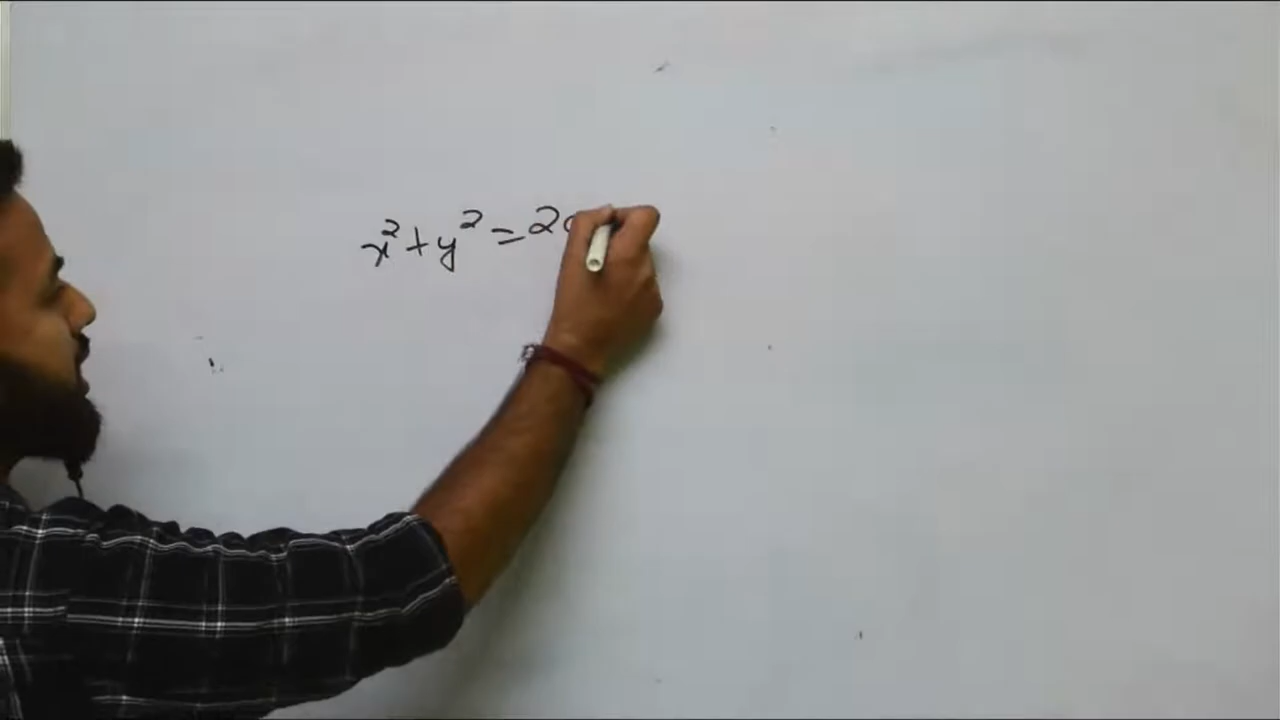 x² + y² = 2